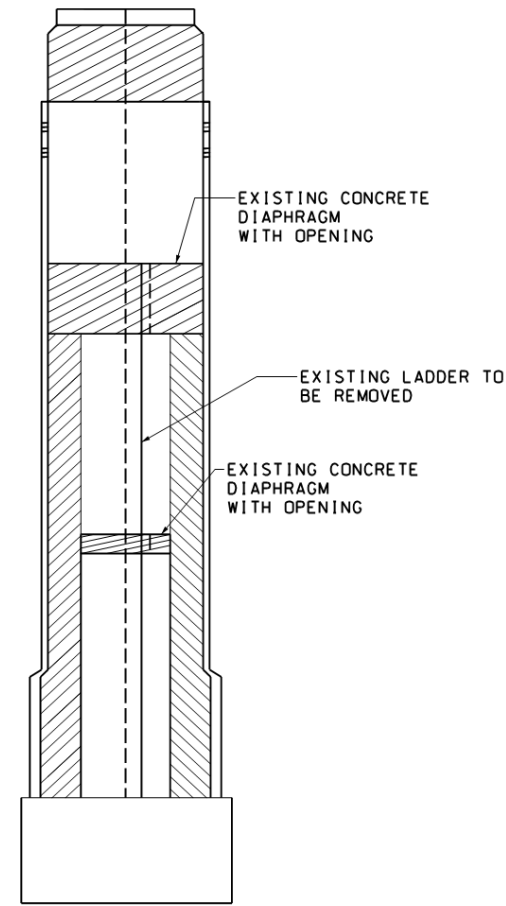 EXISTING CONCRETE
DIAPHRAGM
WITH OPENING
EXISTING LADDER TO
BE REMOVED
EXISTING CONCRETE
DIAPHRAGM
WITH OPENING